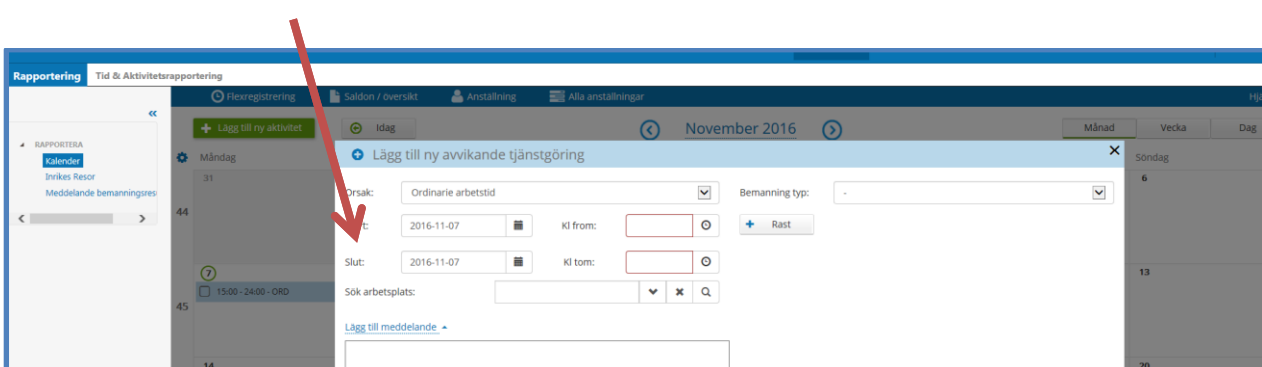 Rapportering Tid & Aktivitetsrapportering
Flexregistrering Saldon / översikt Anställning Alla anställningar
«
+ Lägg till ny aktivitet Idag November 2016 Månad Vecka Dag
RAPPORTERA
Kalender
Inrikes Resor
Meddelande bemanningsres
Måndag Lägg till ny avvikande tjänstgöring Söndag
31 6
44
Orsak: Ordinarie arbetstid Bemanning typ: -
2016-11-07 Kl from: + Rast
Slut: 2016-11-07 Kl tom:
7 13
15:00 - 24:00 - ORD
45
Sök arbetsplats:
Lägg till meddelande
14 20